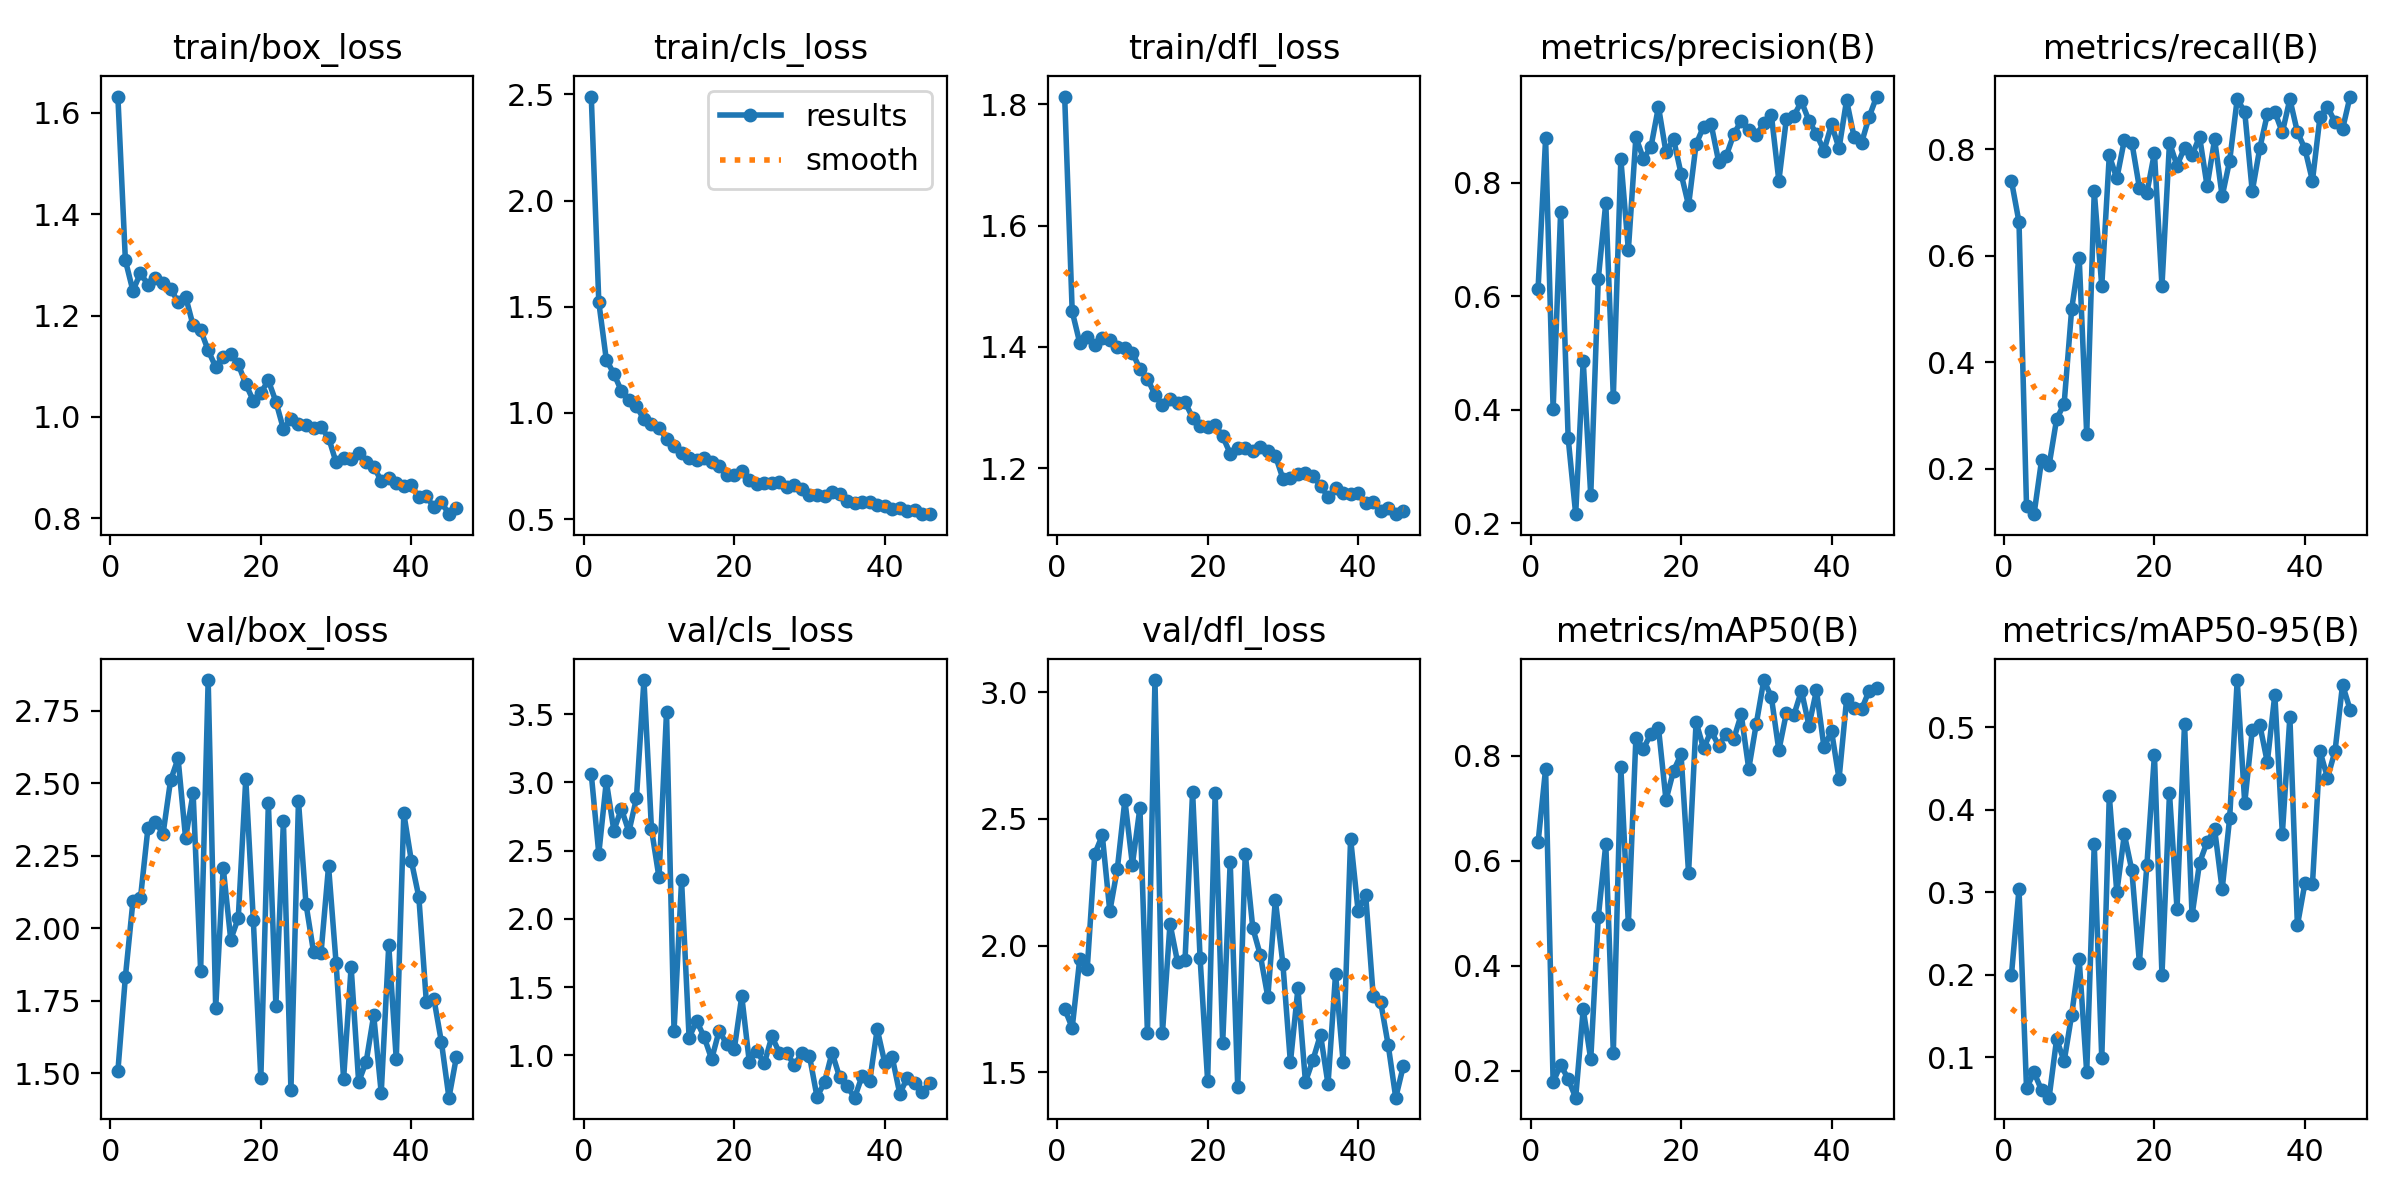 train/box_loss
1.6
1.4
1.2
1.0
0.8
0 20 40
train/cls_loss
results
smooth
2.5
2.0
1.5
1.0
0.5
0 20 40
train/dfl_loss
1.8
1.6
1.4
1.2
0 20 40
metrics/precision(B)
0.8
0.6
0.4
0.2
0 20 40
metrics/recall(B)
0.8
0.6
0.4
0.2
0 20 40
val/box_loss
2.75
2.50
2.25
2.00
1.75
1.50
0 20 40
val/cls_loss
3.5
3.0
2.5
2.0
1.5
1.0
0 20 40
val/dfl_loss
3.0
2.5
2.0
1.5
0 20 40
metrics/mAP50(B)
0.8
0.6
0.4
0.2
0 20 40
metrics/mAP50-95(B)
0.5
0.4
0.3
0.2
0.1
0 20 40